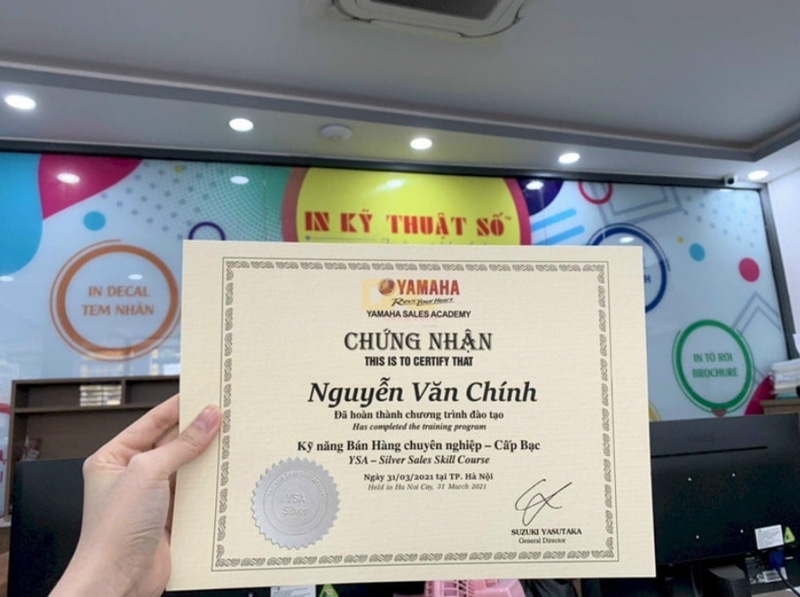 IN KỸ THUẬT SỐ
IN DECAL
TEM NHÃN
IN TỜ RƠI
BROCHURE
YAMAHA
Revs Your Heart
YAMAHA SALES ACADEMY
CHỨNG NHẬN
THIS IS TO CERTIFY THAT
Nguyễn Văn Chính
Đã hoàn thành chương trình đào tạo
Has completed the training program
Kỹ năng Bán Hàng chuyên nghiệp – Cấp Bạc
YSA – Silver Sales Skill Course
Ngày 31/03/2021 tại TP. Hà Nội
Held in Ha Noi City, 31 March 2021
YSA
Silver
SUZUKI YASUTAKA
General Director